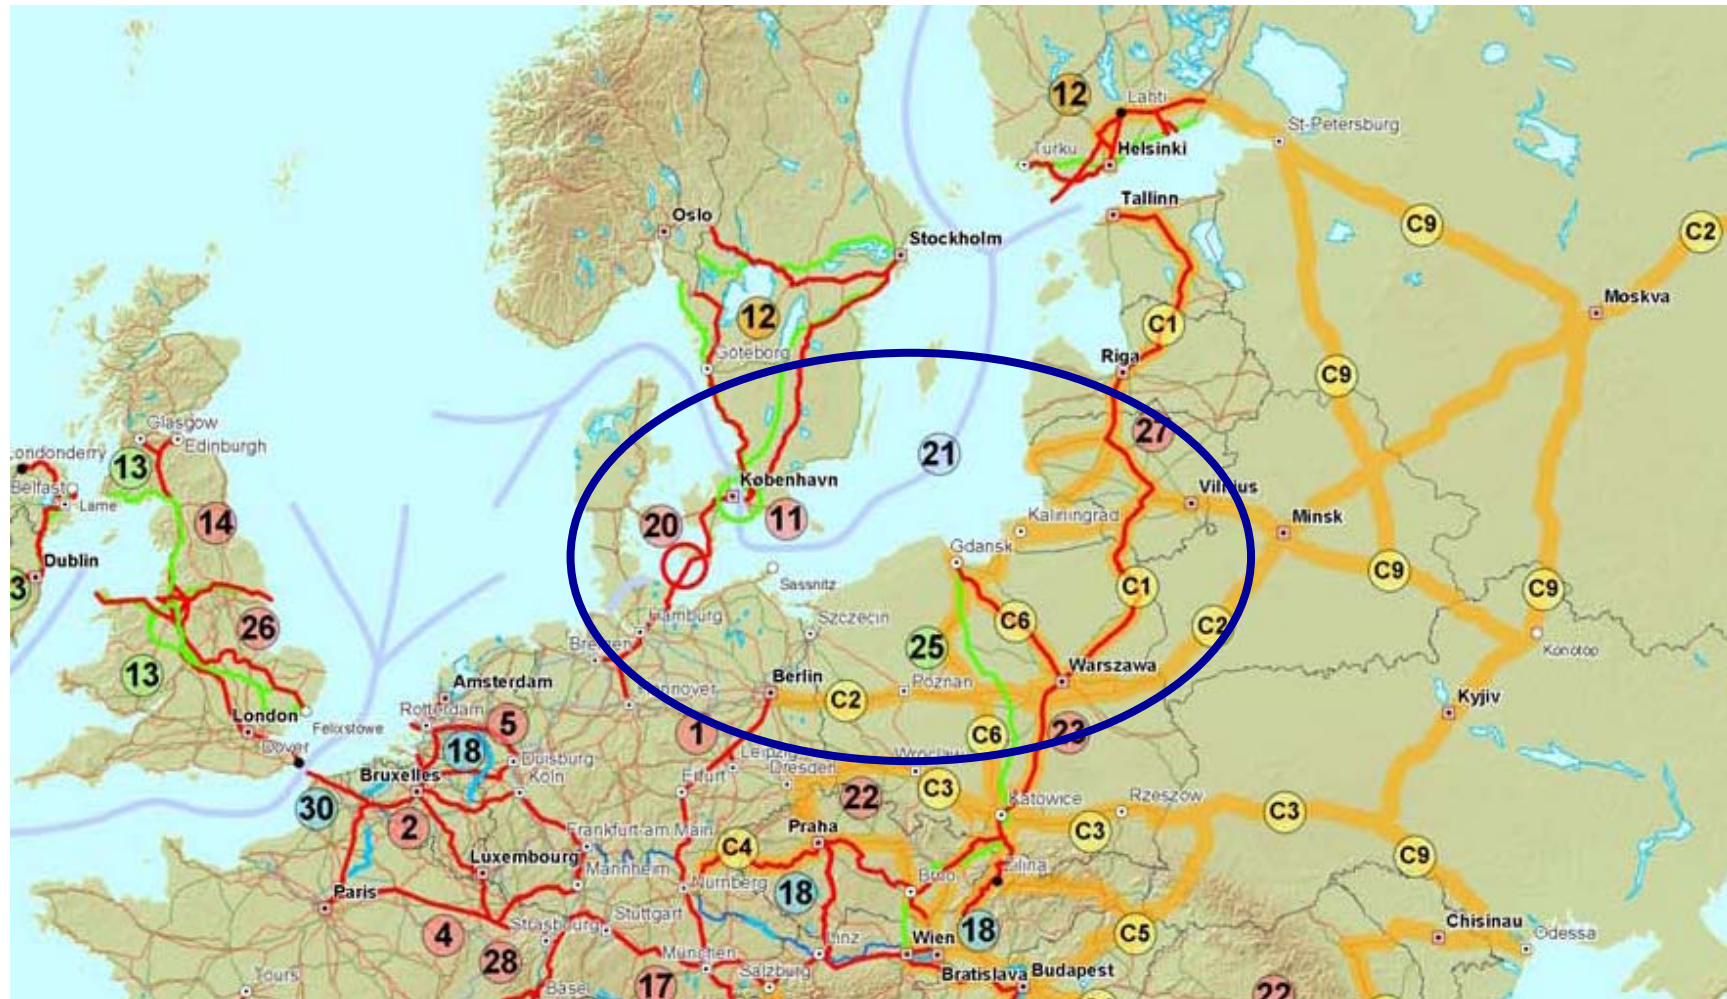 12
Lahti
St-Petersburg
Turku
Helsinki
Tallinn
Oslo
C9
C2
Stockholm
Moskva
12
C1
Göteborg
Riga
C9
Glasgow
Edinburgh
27
ondonderry
13
21
Belfast
København
Vilnius
Larne
14
20
11
Kaliningrad
Minsk
Gdansk
Dublin
Sassnitz
C9
3
C1
C9
Hamburg
Szczecin
C6
C2
26
25
Bremen
Konotop
13
Warszawa
Berlin
Poznan
Amsterdam
annover
C2
Kyjiv
London
Felixstowe
Rotterdam
5
1
C6
23
Dover
18
Duisburg
Leipzig
Wroclaw
Bruxelles
Köln
Erfurt
Dresden
C3
22
Katowice
Rzeszow
30
C3
2
Praha
C3
Frankfurt am Main
C4
Luxembourg
Mannheim
C9
Zilina
Brno
Paris
Nürnberg
18
Stuttgart
Strasbourg
Chisinau
4
18
C5
Odessa
Linz
Wien
28
München
Tours
Salzburg
Bratislava
Budapest
Basel
17
22